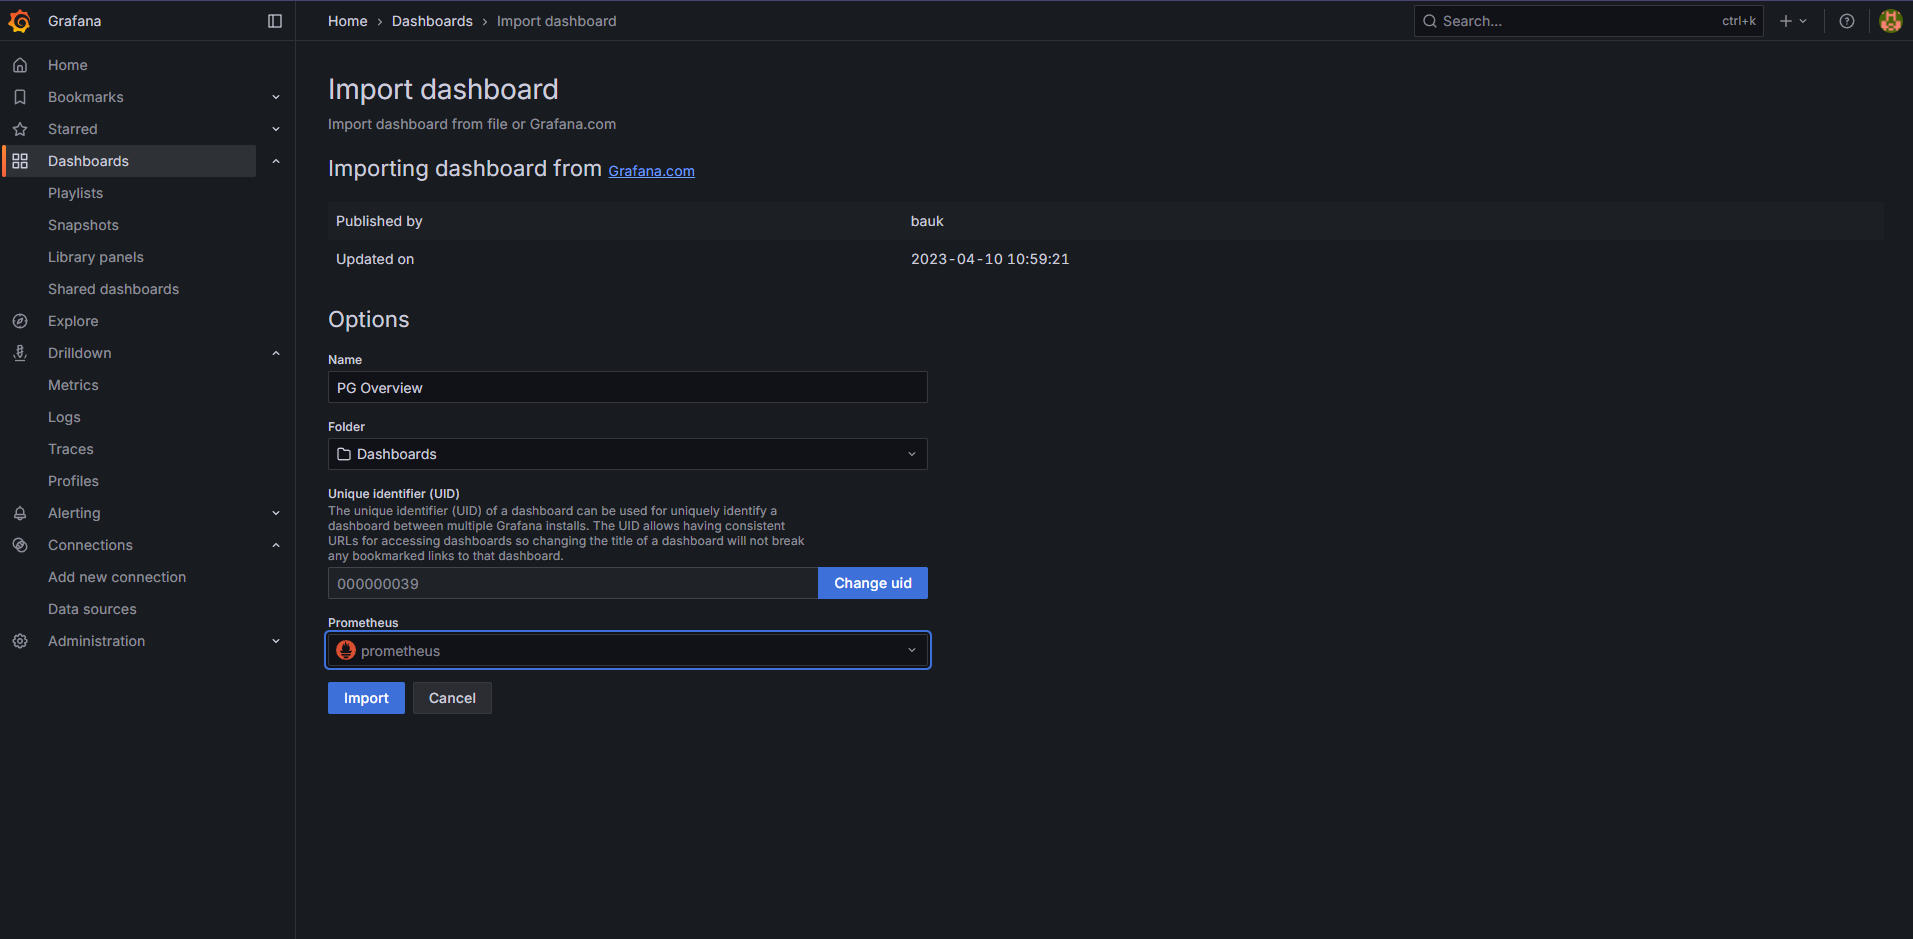 Grafana
Home › Dashboards › Import dashboard
Search...
ctrl+k
Home
Bookmarks
Starred
Dashboards
Playlists
Snapshots
Library panels
Shared dashboards
Explore
Drilldown
Metrics
Logs
Traces
Profiles
Alerting
Connections
Add new connection
Data sources
Administration
Import dashboard
Import dashboard from file or Grafana.com
Importing dashboard from Grafana.com
Published by bauk
Updated on 2023-04-10 10:59:21
Options
Name
PG Overview
Folder
Dashboards
Unique identifier (UID)
The unique identifier (UID) of a dashboard can be used for uniquely identify a
dashboard between multiple Grafana installs. The UID allows having consistent
URLs for accessing dashboards so changing the title of a dashboard will not break
any bookmarked links to that dashboard.
000000039
Change uid
Prometheus
prometheus
Import
Cancel